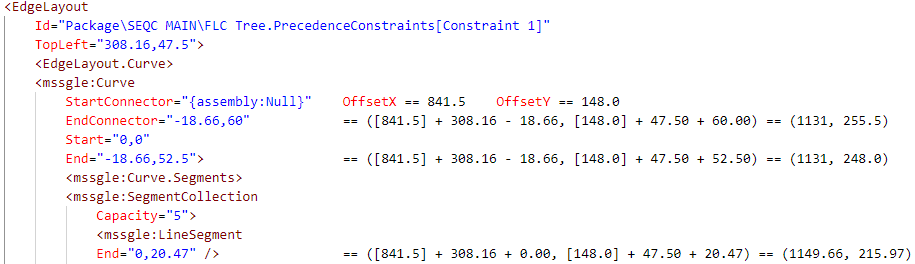 <EdgeLayout
Id="Package\SEQC MAIN\FLC Tree.PrecedenceConstraints[Constraint 1]"
TopLeft="308.16,47.5">
<EdgeLayout.Curve>
<mssgle:Curve
StartConnector="{assembly:Null}" OffsetX == 841.5 OffsetY == 148.0
EndConnector="-18.66,60" == ([841.5] + 308.16 - 18.66, [148.0] + 47.50 + 60.00) == (1131, 255.5)
Start="0,0"
End="-18.66,52.5"> == ([841.5] + 308.16 - 18.66, [148.0] + 47.50 + 52.50) == (1131, 248.0)
<mssgle:Curve.Segments>
<mssgle:SegmentCollection
Capacity="5">
<mssgle:LineSegment
End="0,20.47" /> == ([841.5] + 308.16 + 0.00, [148.0] + 47.50 + 20.47) == (1149.66, 215.97)